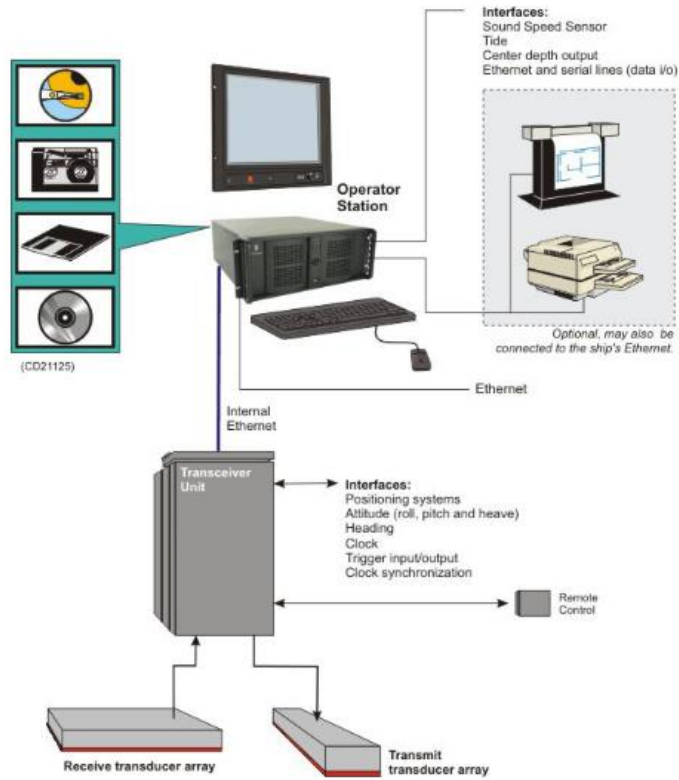 Interfaces:
Sound Speed Sensor
Tide
Center depth output
Ethernet and serial lines (data i/o)
Operator
Station
Optional, may also be
connected to the ship's Ethernet.
(CD21125)
Ethernet
Internal
Ethernet
Transceiver
Unit
Interfaces:
Positioning systems
Attitude (roll, pitch and heave)
Heading
Clock
Trigger input/output
Clock synchronization
Remote
Control
Receive transducer array
Transmit
transducer array